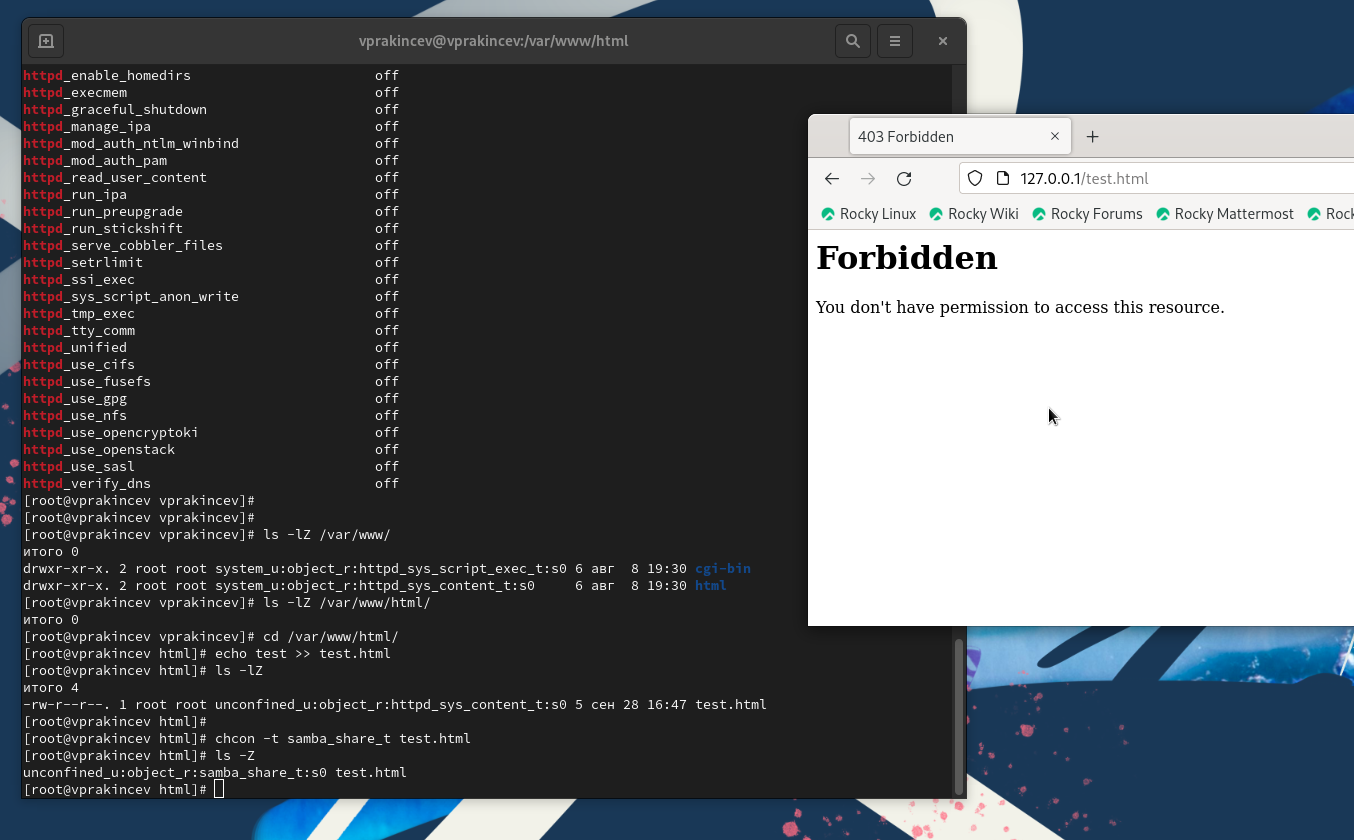 vprakincev@vprakincev:/var/www/html
httpd_enable_homedirs off
httpd_execmem off
httpd_graceful_shutdown off
httpd_manage_ipa off
httpd_mod_auth_ntlm_winbind off
httpd_mod_auth_pam off
httpd_read_user_content off
httpd_run_ipa off
httpd_run_preupgrade off
httpd_run_stickshift off
httpd_serve_cobbler_files off
httpd_setrlimit off
httpd_ssi_exec off
httpd_sys_script_anon_write off
httpd_tmp_exec off
httpd_tty_comm off
httpd_unified off
httpd_use_cifs off
httpd_use_fusefs off
httpd_use_gpg off
httpd_use_nfs off
httpd_use_opencryptoki off
httpd_use_openstack off
httpd_use_sasl off
httpd_verify_dns off
[root@vprakincev vprakincev]#
[root@vprakincev vprakincev]#
[root@vprakincev vprakincev]# ls -lZ /var/www/
итого 0
drwxr-xr-x. 2 root root system_u:object_r:httpd_sys_script_exec_t:s0 6 авг  8 19:30 cgi-bin
drwxr-xr-x. 2 root root system_u:object_r:httpd_sys_content_t:s0     6 авг  8 19:30 html
[root@vprakincev vprakincev]# ls -lZ /var/www/html/
итого 0
[root@vprakincev vprakincev]# cd /var/www/html/
[root@vprakincev html]# echo test >> test.html
[root@vprakincev html]# ls -lZ
итого 4
-rw-r--r--. 1 root root unconfined_u:object_r:httpd_sys_content_t:s0 5 сен 28 16:47 test.html
[root@vprakincev html]#
[root@vprakincev html]# chcon -t samba_share_t test.html
[root@vprakincev html]# ls -Z
unconfined_u:object_r:samba_share_t:s0 test.html
[root@vprakincev html]#
403 Forbidden
127.0.0.1/test.html
Rocky Linux Rocky Wiki Rocky Forums Rocky Mattermost Rock
Forbidden
You don't have permission to access this resource.